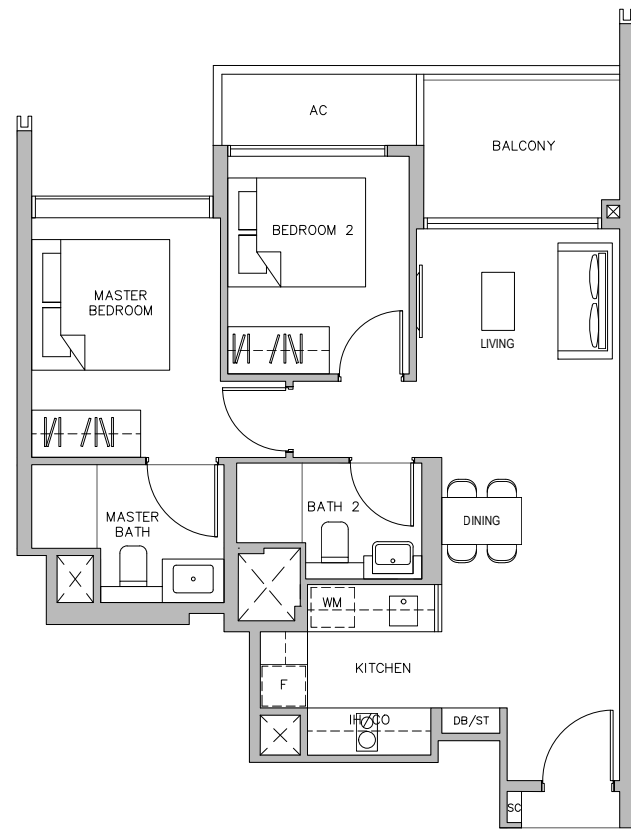 AC
BALCONY
BEDROOM 2
MASTER
BEDROOM
LIVING
BATH 2
MASTER
BATH
DINING
WM
KITCHEN
F
IH/CO
DB/ST
SC